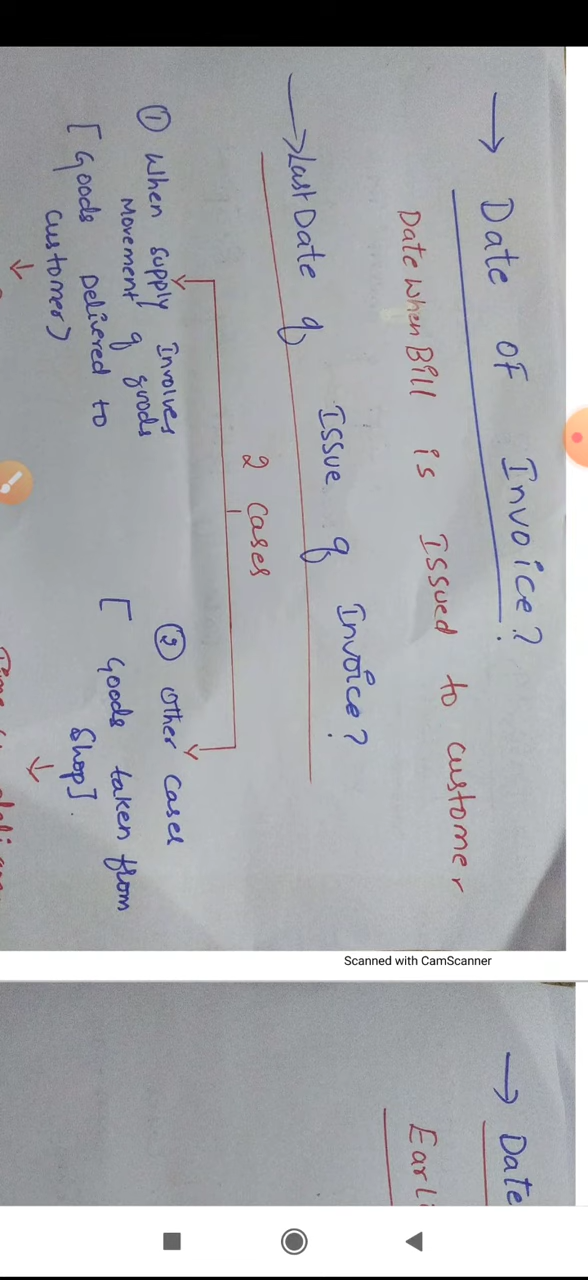 → Date OF Invoice?
Date when Bill is Issued to customer
→ Last Date of Issue of Invoice?
2 Cases
① When supply Involves
Movement of goods
[Goods Delivered to
customer)
② Other Cases
[Goods taken from
Shop].
Scanned with CamScanner
→ Date